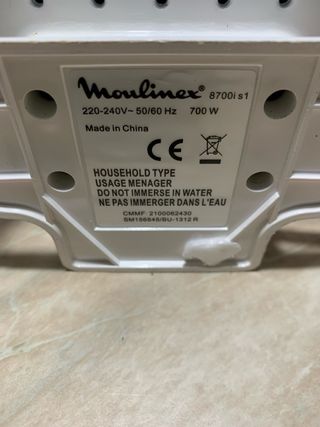 Moulinex® 8700i s1
220-240V~ 50/60 Hz 700 W
Made in China
CE
HOUSEHOLD TYPE
USAGE MENAGER
DO NOT IMMERSE IN WATER
NE PAS IMMERGER DANS L'EAU
CMMF 2100062430
SM186848/BU-1312 R